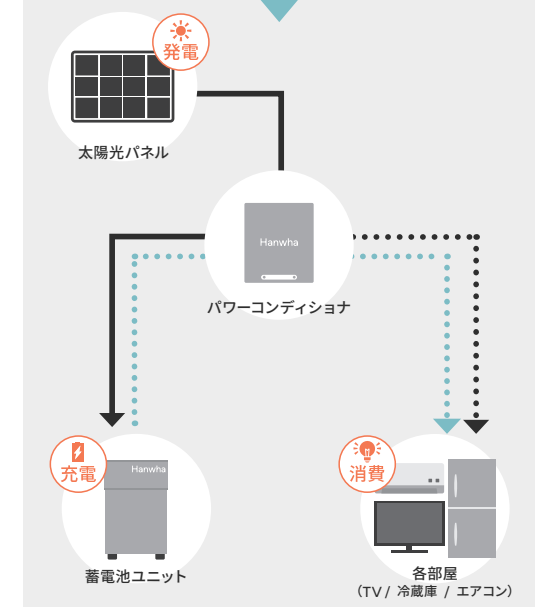 発電
太陽光パネル
Hanwha
パワーコンディショナ
充電
Hanwha
蓄電池ユニット
消費
各部屋
（TV / 冷蔵庫 / エアコン）